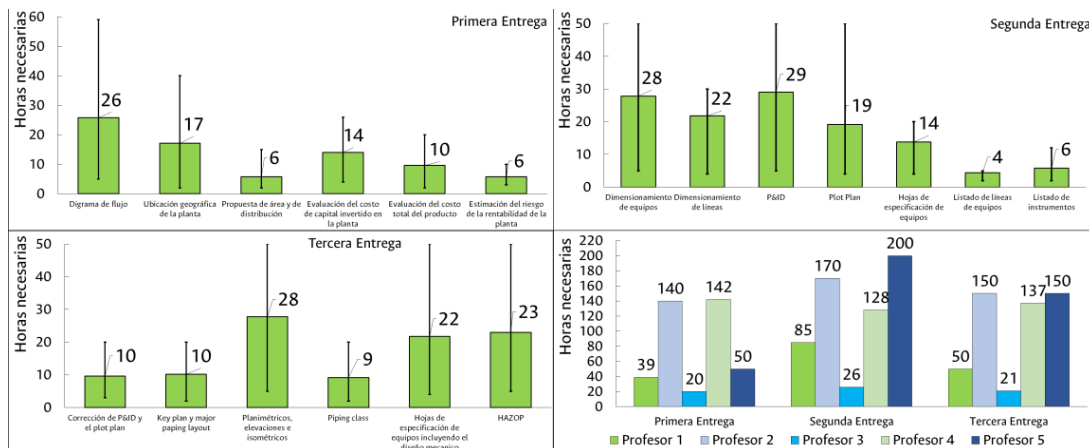 Primera Entrega
Horas necesarias
60
50
40
30
20
10
0
26
17
6
14
10
6
Digrama de flujo
Ubicación geográfica
de la planta
Propuesta de área y de
distribución
Evaluación del costo
de capital invertido en
la planta
Evaluación del costo
total del producto
Estimación del riesgo
de la rentabilidad de la
planta
Segunda Entrega
Horas necesarias
50
40
30
20
10
0
28
22
29
19
14
4
6
Dimensionamiento
de equipos
Dimensionamiento
de líneas
P&ID
Plot Plan
Hojas de
especificación de
equipos
Listado de líneas de
equipos
Listado de
instrumentos
Tercera Entrega
Horas necesarias
50
40
30
20
10
0
10
10
28
9
22
23
Corrección de P&ID y
el plot plan
Key plan y major
paping layout
Planimétricos,
elevaciones e
isométricos
Piping class
Hojas de
especificación de
equipos incluyendo el
diseño mecanico
HAZOP
Horas necesarias
220
200
180
160
140
120
100
80
60
40
20
0
39
140
20
142
50
85
170
26
128
200
50
150
21
137
150
Primera Entrega
Segunda Entrega
Tercera Entrega
Profesor 1
Profesor 2
Profesor 3
Profesor 4
Profesor 5